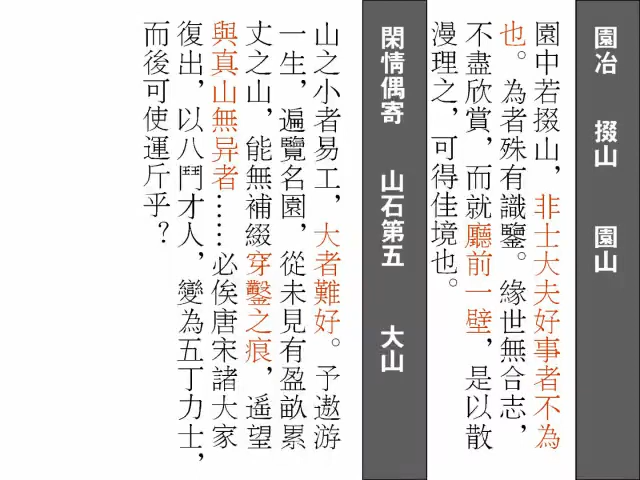 園冶 掇山 園山
園中若掇山，非士大夫好事者不為
也。為者殊有識鑒。緣世無合志，
不盡欣賞，而就廳前一壁，是以散
漫理之，可得佳境也。
閑情偶寄 山石第五 大山
山之小者易工，大者難好。予遨游
一生，遍覽名園，從未見有盈畝累
丈之山，能無補綴穿鑿之痕，遙望
與真山無异者……必俟唐宋諸大家
復出，以八鬥才人，變為五丁力士，
而後可使運斤乎？